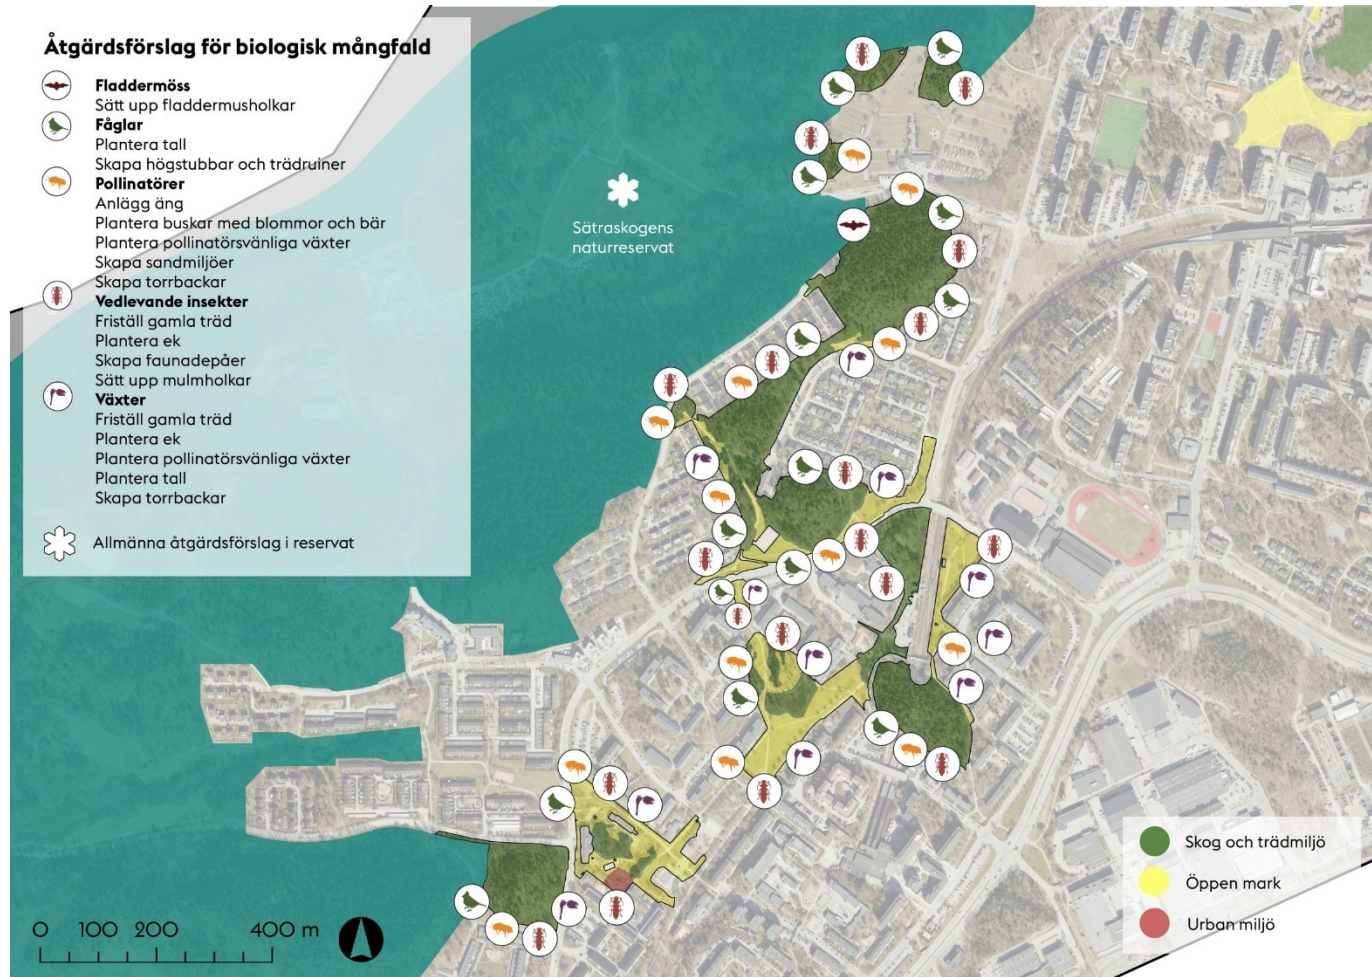 Åtgärdsförslag för biologisk mångfald
Fladdermöss
Sätt upp fladdermusholkar
Fåglar
Plantera tall
Skapa högstubbar och trädruiner
Pollinatörer
Anlägg äng
Plantera buskar med blommor och bär
Plantera pollinatörsvänliga växter
Skapa sandmiljöer
Skapa torrbackar
Vedlevande insekter
Friställ gamla träd
Plantera ek
Skapa faunadepåer
Sätt upp mulmholkar
Växter
Friställ gamla träd
Plantera ek
Plantera pollinatörsvänliga växter
Plantera tall
Skapa torrbackar
Allmänna åtgärdsförslag i reservat
Sätraskogens
naturreservat
Skog och trädmiljö
Öppen mark
Urban miljö
0 100 200 400 m